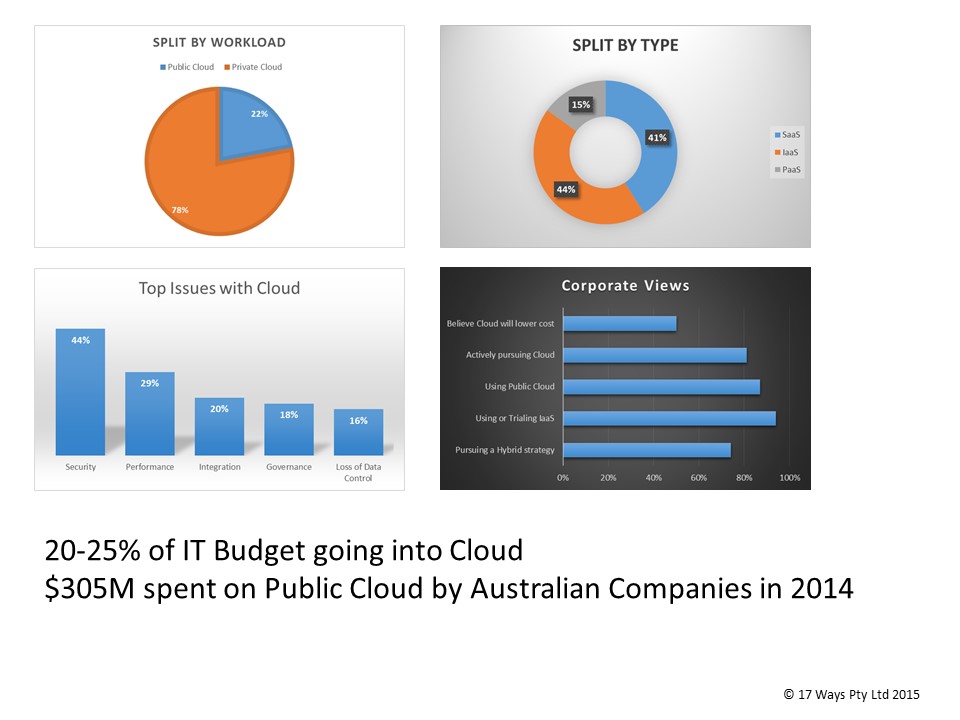 SPLIT BY WORKLOAD
Public Cloud Private Cloud
22%
78%
SPLIT BY TYPE
15%
41%
44%
SaaS
IaaS
PaaS
Top Issues with Cloud
44%
29%
20%
18%
16%
Security Performance Integration Governance Loss of Data
Control
Corporate Views
Believe Cloud will lower cost
Actively pursuing Cloud
Using Public Cloud
Using or Trialing IaaS
Pursuing a Hybrid strategy
0% 20% 40% 60% 80% 100%
20-25% of IT Budget going into Cloud
$305M spent on Public Cloud by Australian Companies in 2014
© 17 Ways Pty Ltd 2015